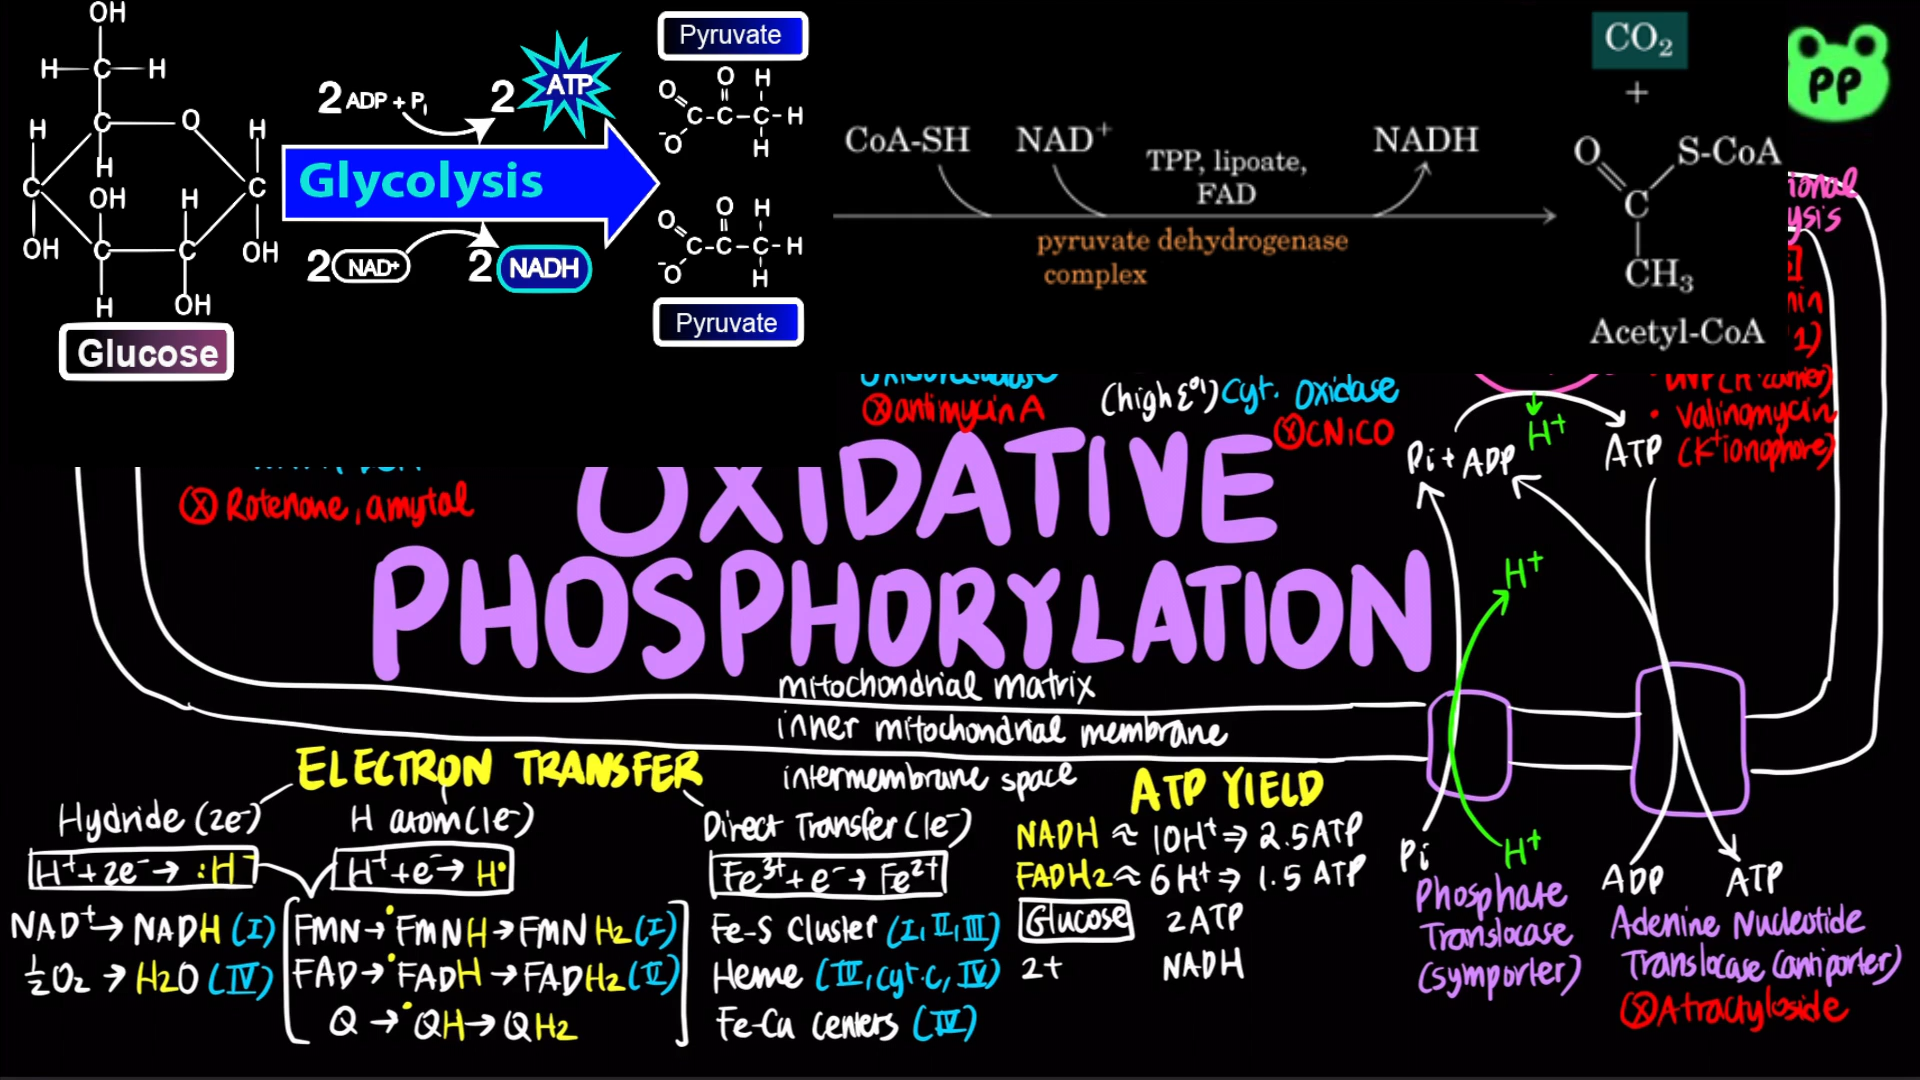 OH
H C H
C O
H H H
C OH H C
OH C C OH
H OH
Glucose
2 ADP + Pi 2 ATP
Glycolysis
2 NAD+ 2 NADH
Pyruvate
O O H
C-C-C-H
-O H
O O H
C-C-C-H
-O H
Pyruvate
CoA-SH NAD+ NADH
TPP, lipoate,
FAD
pyruvate dehydrogenase
complex
CO2
+
O S-CoA
C
CH3
Acetyl-CoA
PP
ional
ysis
1)
antimycin A
(high ε°') Cyt. Oxidase
CN, CO
Pi + ADP H+ ATP
Valinomycin
(K+ ionophore)
Rotenone, amytal
OXIDATIVE
PHOSPHORYLATION
H+
mitochondrial matrix
inner mitochondrial membrane
intermembrane space
ELECTRON TRANSFER
Hydride (2e-)
H+ + 2e- → :H-
NAD+ → NADH (I)
½O2 → H2O (IV)
H atom (1e-)
H+ + e- → H•
FMN → •FMNH → FMNH2 (I)
FAD → •FADH → FADH2 (II)
Q → •QH → QH2
Direct Transfer (1e-)
Fe3+ + e- → Fe2+
Fe-S Cluster (I, II, III)
Heme (III, cyt. c, IV)
Fe-Cu centers (IV)
ATP YIELD
NADH ≈ 10H+ ⇒ 2.5 ATP
FADH2 ≈ 6H+ ⇒ 1.5 ATP
Glucose 2 ATP
2+ NADH
Pi H+
Phosphate
Translocase
(symporter)
ADP ATP
Adenine Nucleotide
Translocase (antiporter)
Atractyloside